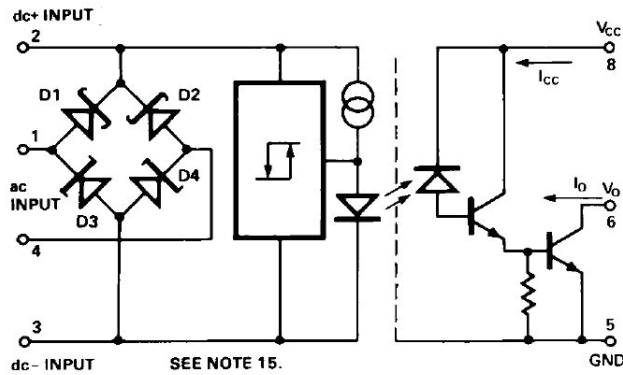 dc+ INPUT
2
D1
D2
1
ac
INPUT
D3
D4
4
3
dc– INPUT
SEE NOTE 15.
VCC
8
ICC
IO
VO
6
5
GND